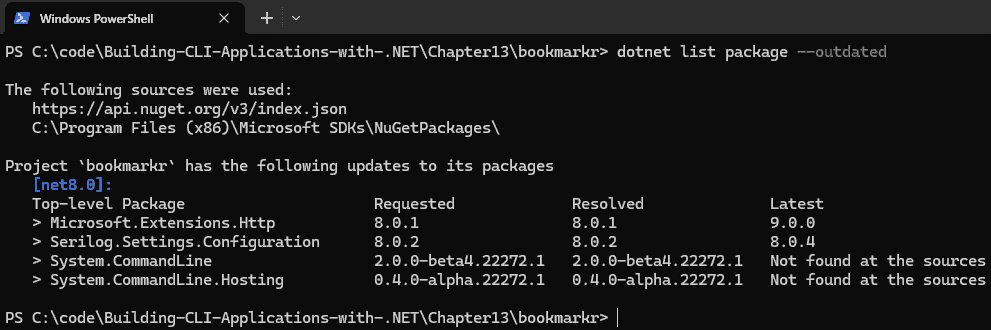 Windows PowerShell
PS C:\code\Building-CLI-Applications-with-.NET\Chapter13\bookmarkr> dotnet list package --outdated
The following sources were used:
https://api.nuget.org/v3/index.json
C:\Program Files (x86)\Microsoft SDKs\NuGetPackages\
Project `bookmarkr` has the following updates to its packages
[net8.0]:
Top-level Package Requested Resolved Latest
> Microsoft.Extensions.Http 8.0.1 8.0.1 9.0.0
> Serilog.Settings.Configuration 8.0.2 8.0.2 8.0.4
> System.CommandLine 2.0.0-beta4.22272.1 2.0.0-beta4.22272.1 Not found at the sources
> System.CommandLine.Hosting 0.4.0-alpha.22272.1 0.4.0-alpha.22272.1 Not found at the sources
PS C:\code\Building-CLI-Applications-with-.NET\Chapter13\bookmarkr>